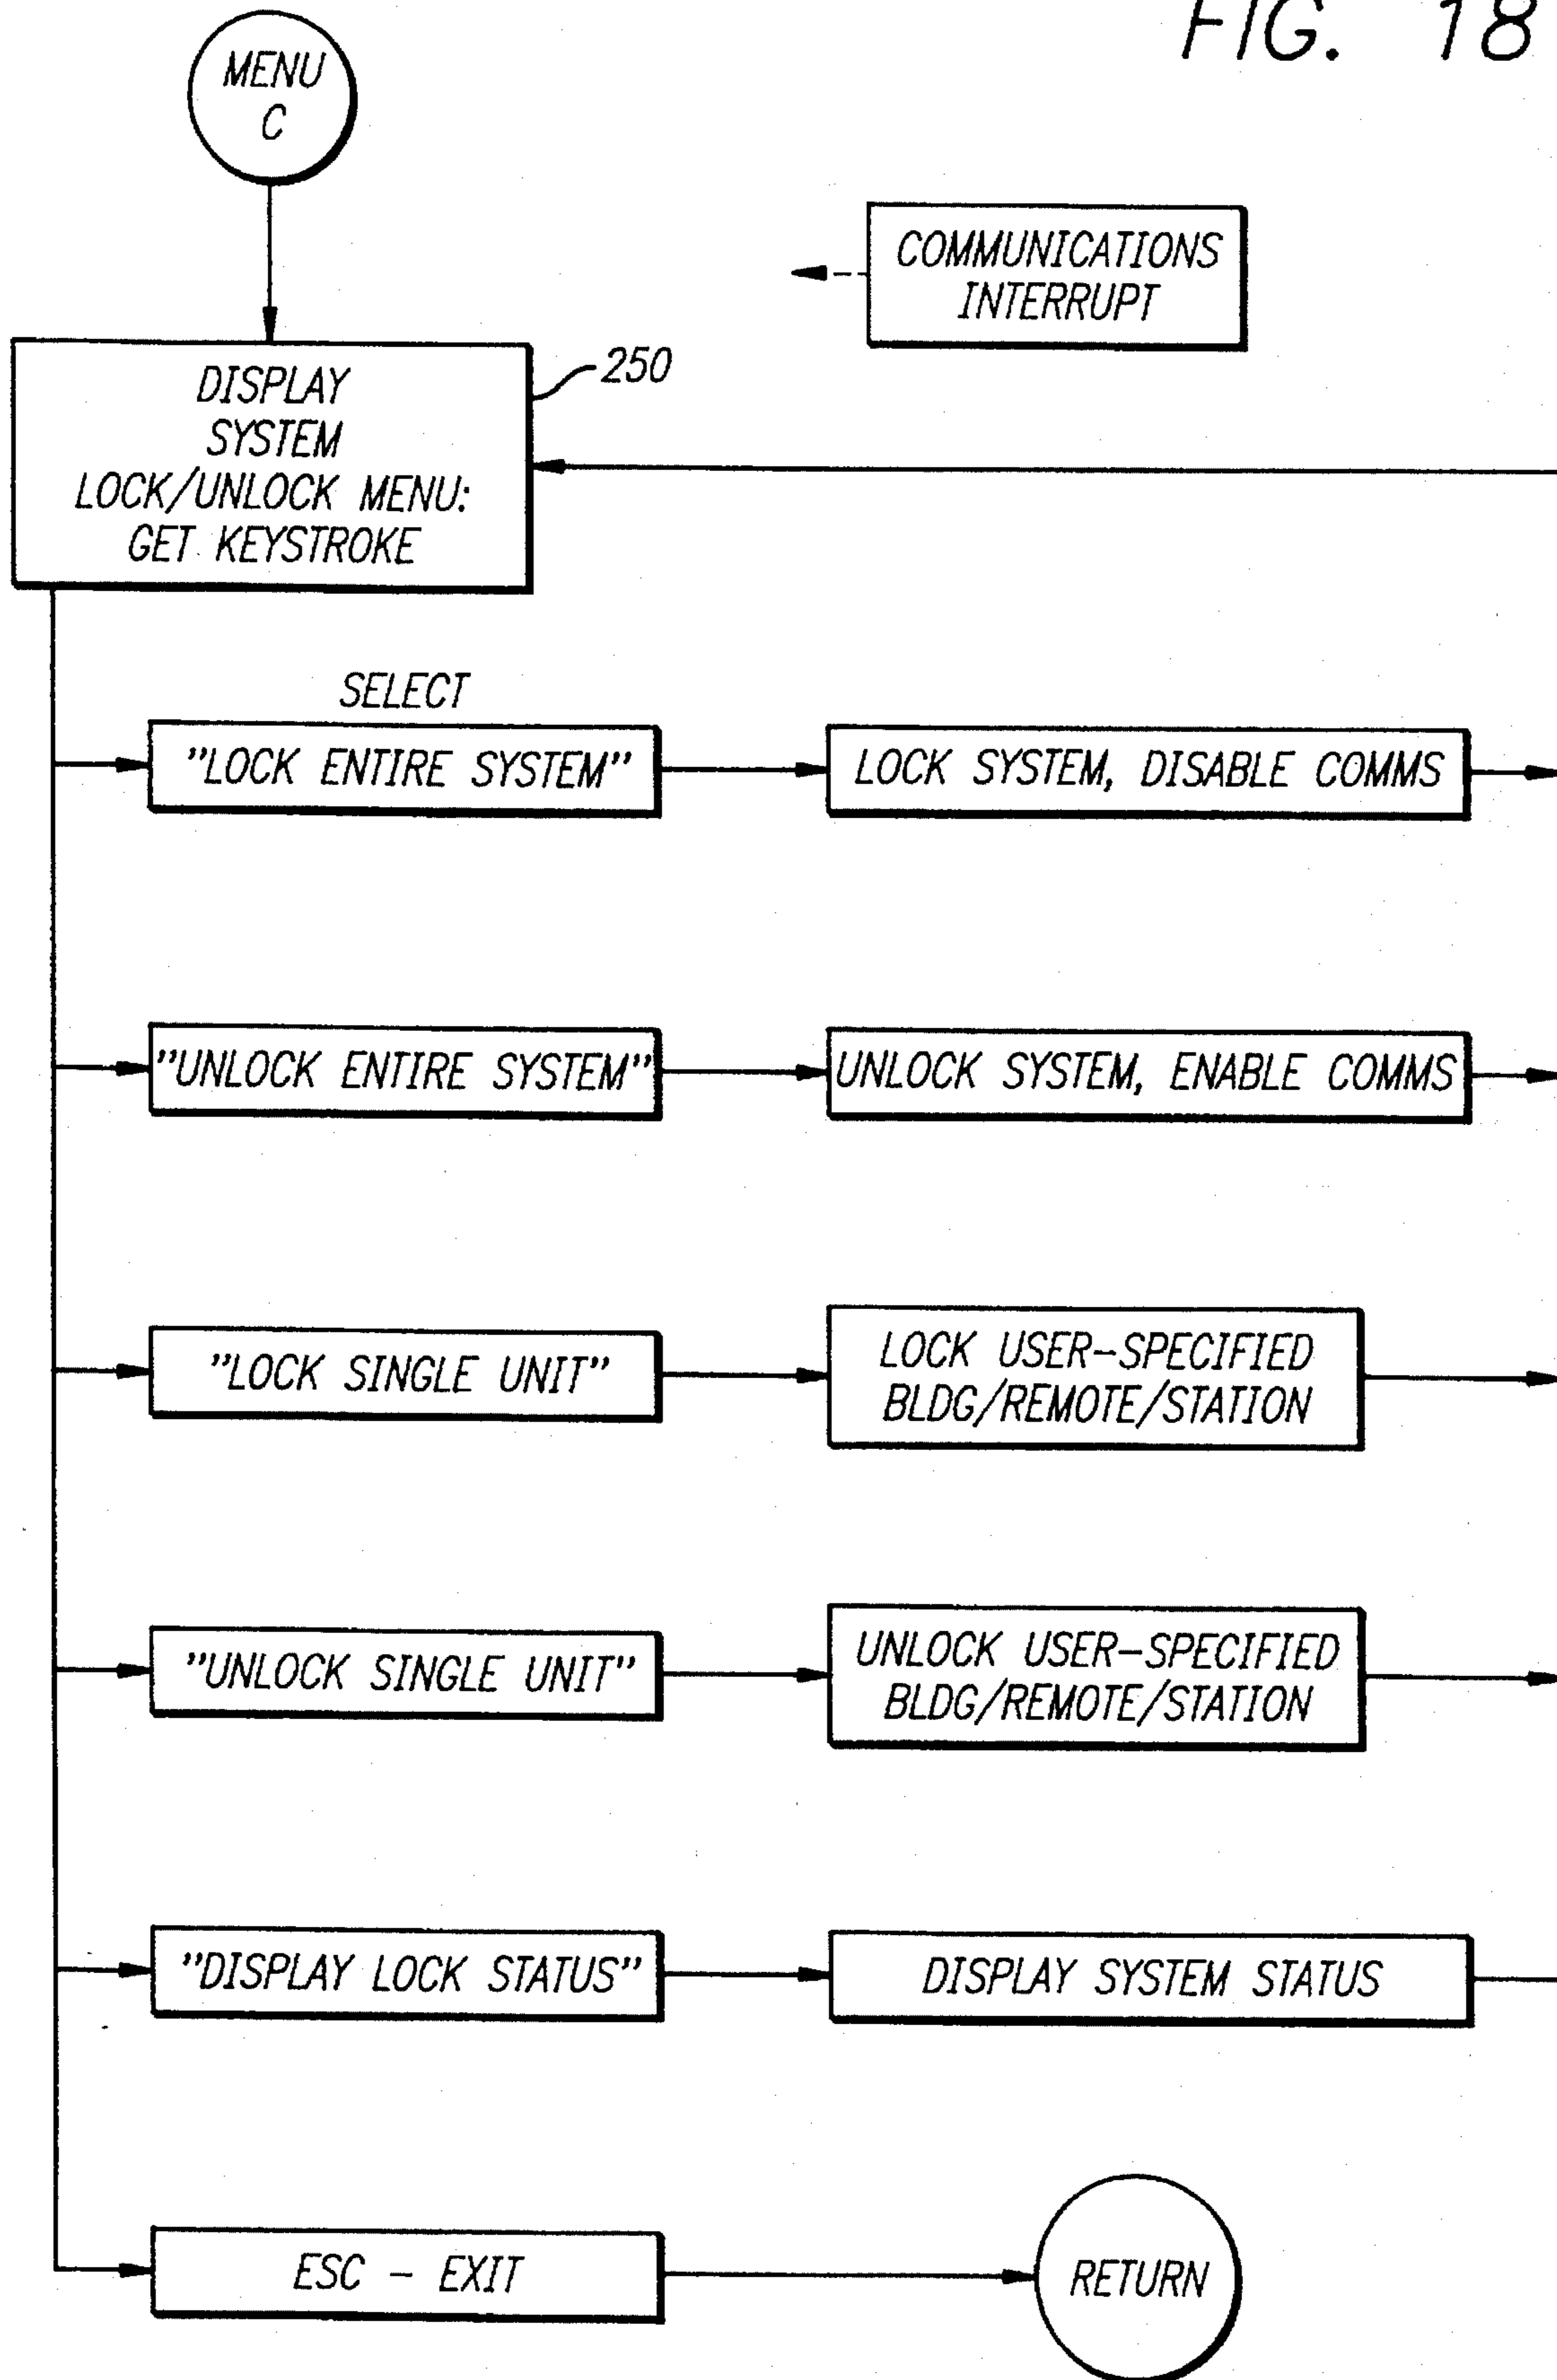 FIG. 18
MENU
C
COMMUNICATIONS
INTERRUPT
250
DISPLAY
SYSTEM
LOCK/UNLOCK MENU:
GET KEYSTROKE
SELECT
"LOCK ENTIRE SYSTEM"
LOCK SYSTEM, DISABLE COMMS
"UNLOCK ENTIRE SYSTEM"
UNLOCK SYSTEM, ENABLE COMMS
"LOCK SINGLE UNIT"
LOCK USER-SPECIFIED
BLDG/REMOTE/STATION
"UNLOCK SINGLE UNIT"
UNLOCK USER-SPECIFIED
BLDG/REMOTE/STATION
"DISPLAY LOCK STATUS"
DISPLAY SYSTEM STATUS
ESC - EXIT
RETURN